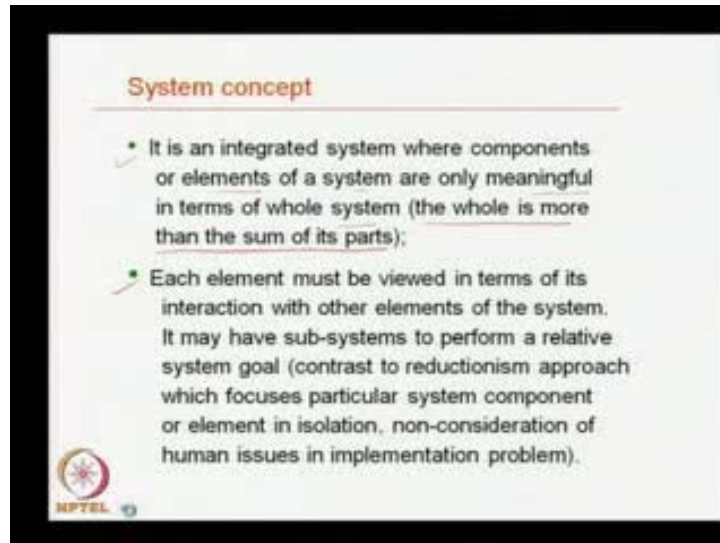 System concept
• It is an integrated system where components
or elements of a system are only meaningful
in terms of whole system (the whole is more
than the sum of its parts);
• Each element must be viewed in terms of its
interaction with other elements of the system.
It may have sub-systems to perform a relative
system goal (contrast to reductionism approach
which focuses particular system component
or element in isolation, non-consideration of
human issues in implementation problem).
NPTEL